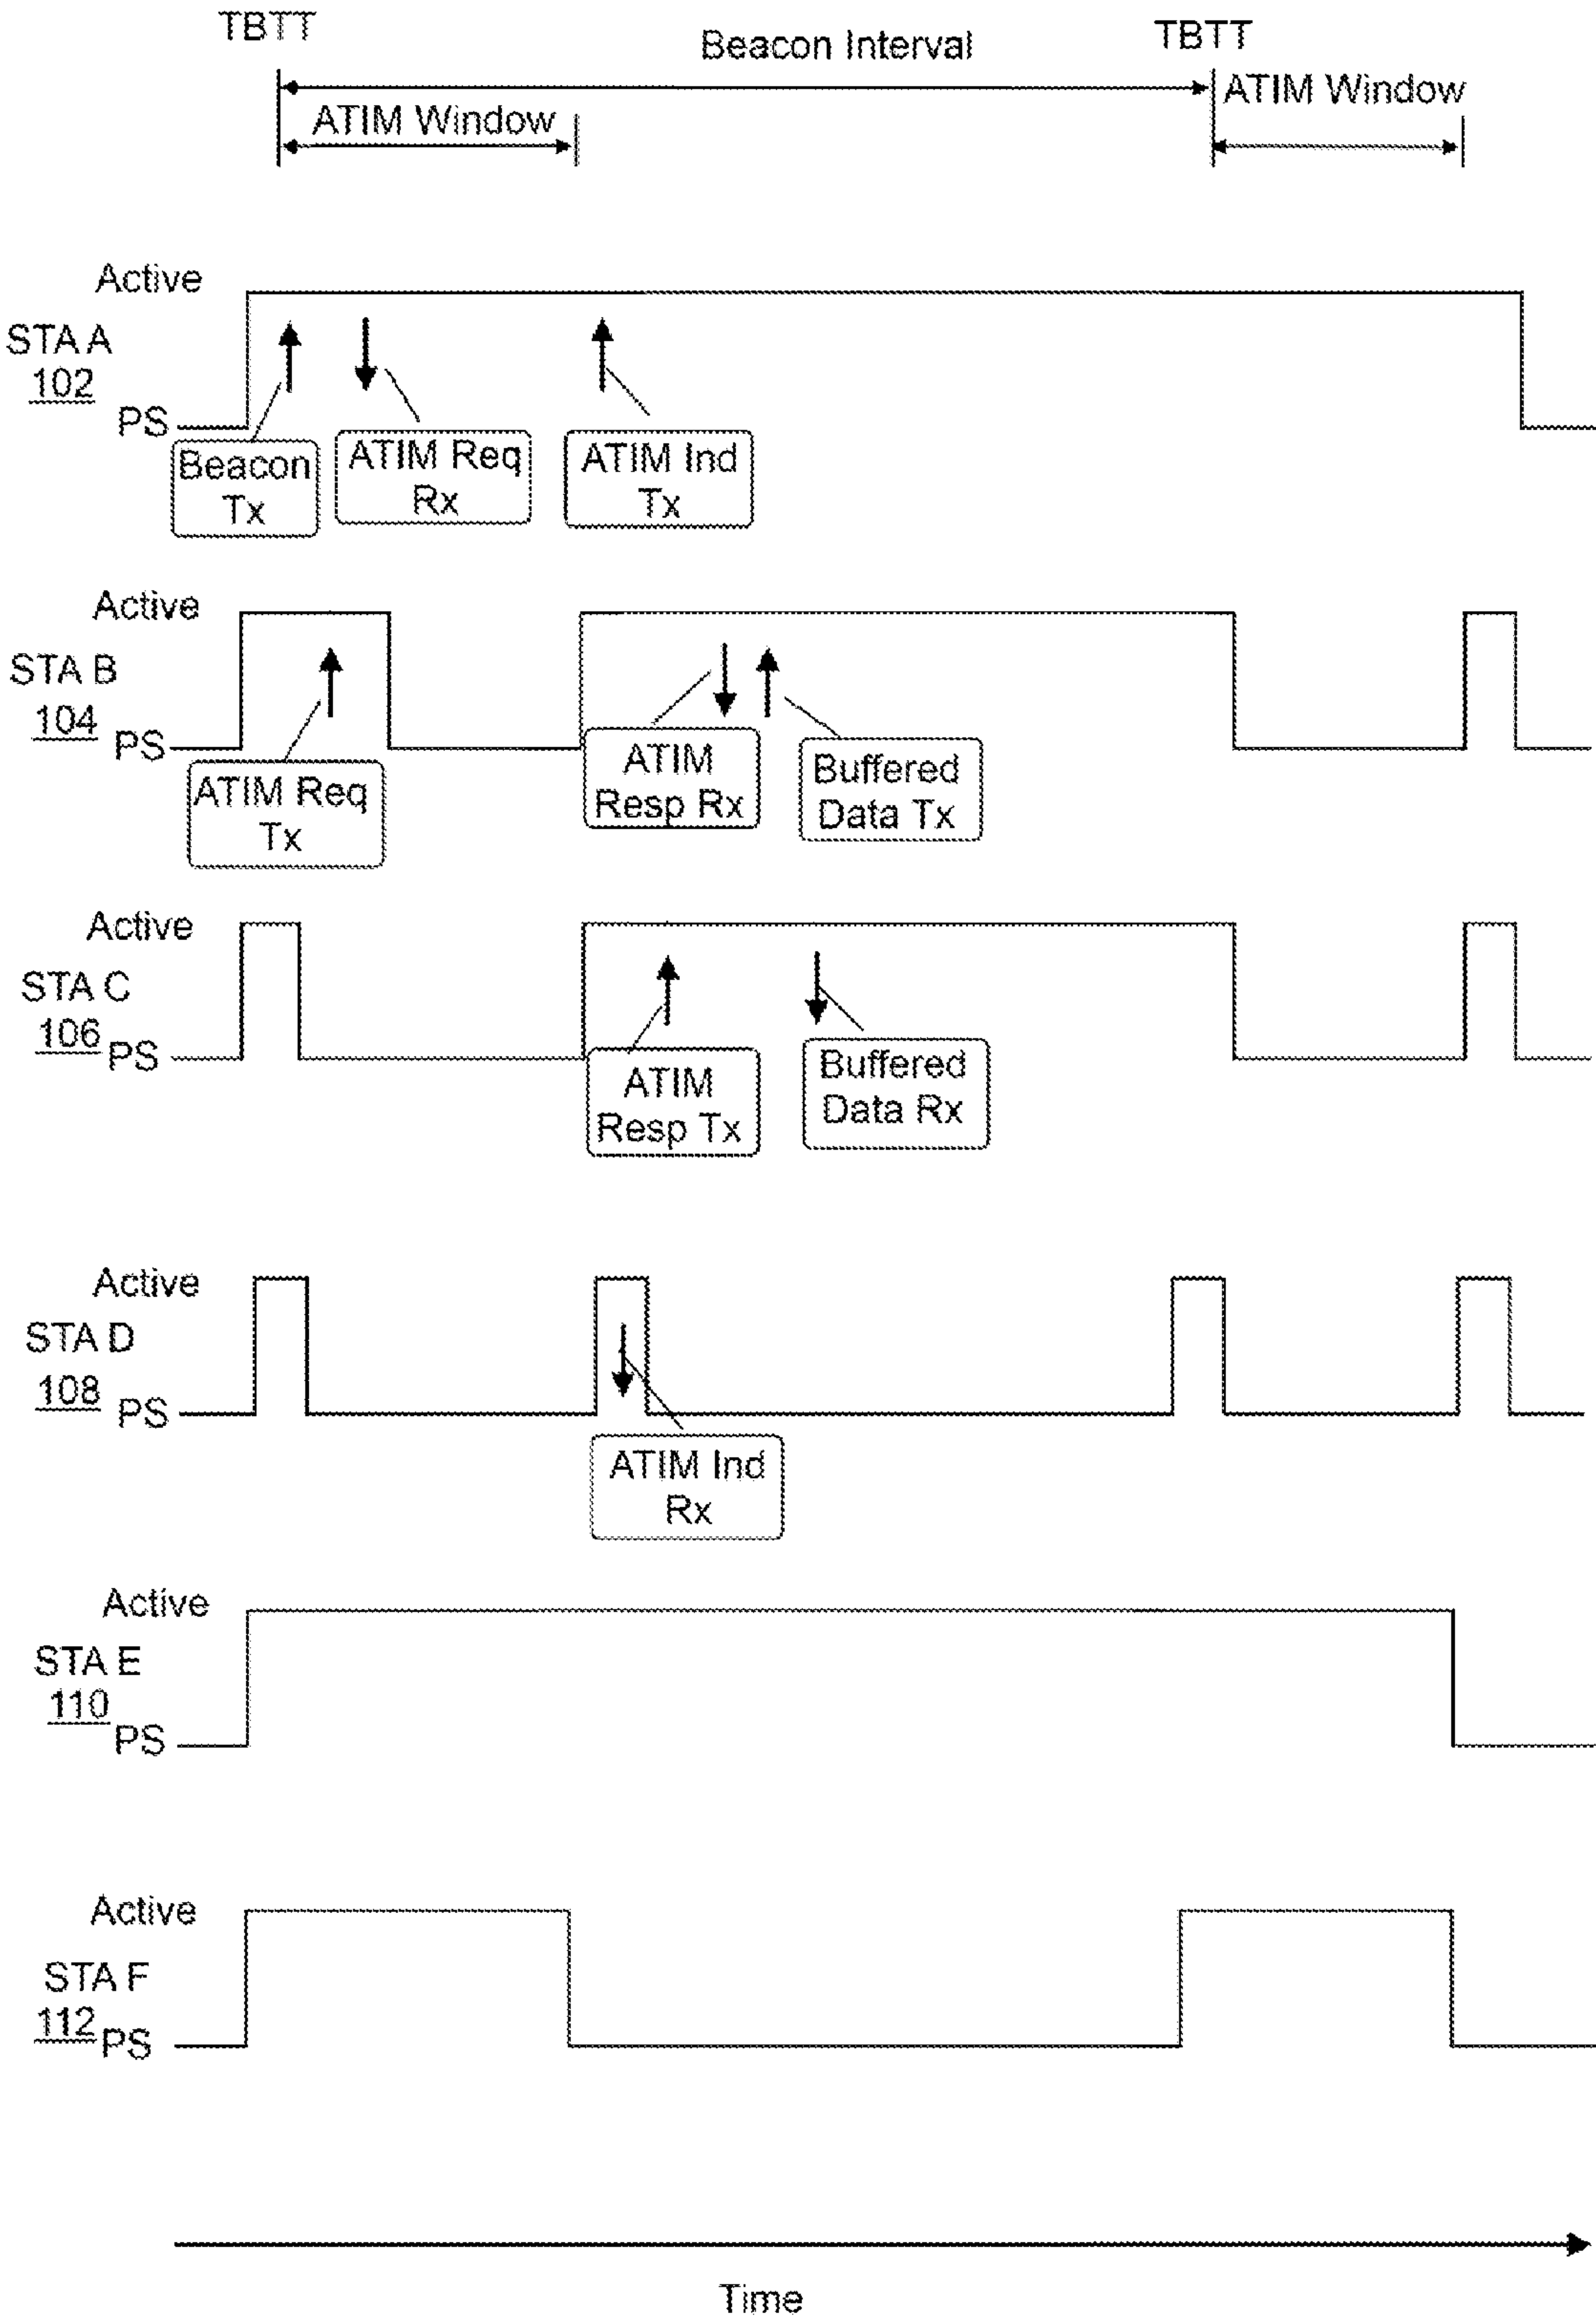 TBTT
Beacon Interval
TBTT
ATIM Window
ATIM Window
Active
STA A
102
PS
Beacon
Tx
ATIM Req
Rx
ATIM Ind
Tx
Active
STA B
104
PS
ATIM Req
Tx
ATIM
Resp Rx
Buffered
Data Tx
Active
STA C
106
PS
ATIM
Resp Tx
Buffered
Data Rx
Active
STA D
108
PS
ATIM Ind
Rx
Active
STA E
110
PS
Active
STA F
112
PS
Time